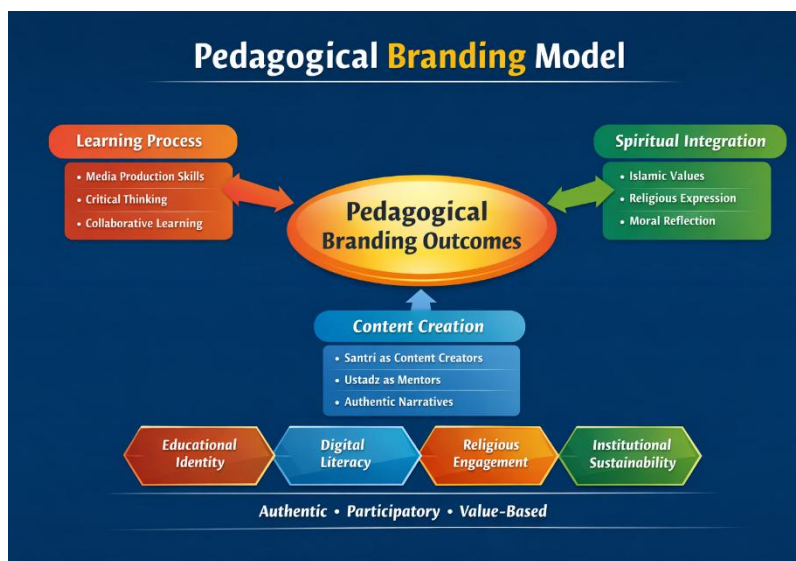 Pedagogical Branding Model
Learning Process
• Media Production Skills
• Critical Thinking
• Collaborative Learning
Spiritual Integration
• Islamic Values
• Religious Expression
• Moral Reflection
Pedagogical
Branding Outcomes
Content Creation
• Santri as Content Creators
• Ustadz as Mentors
• Authentic Narratives
Educational
Identity
Digital
Literacy
Religious
Engagement
Institutional
Sustainability
Authentic • Participatory • Value-Based